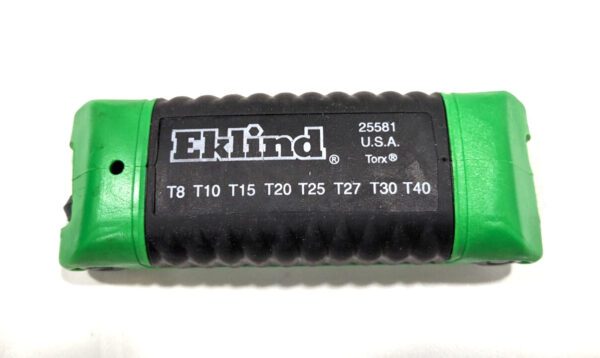 Eklind®
25581
U.S.A.
Torx®
T8 T10 T15 T20 T25 T27 T30 T40